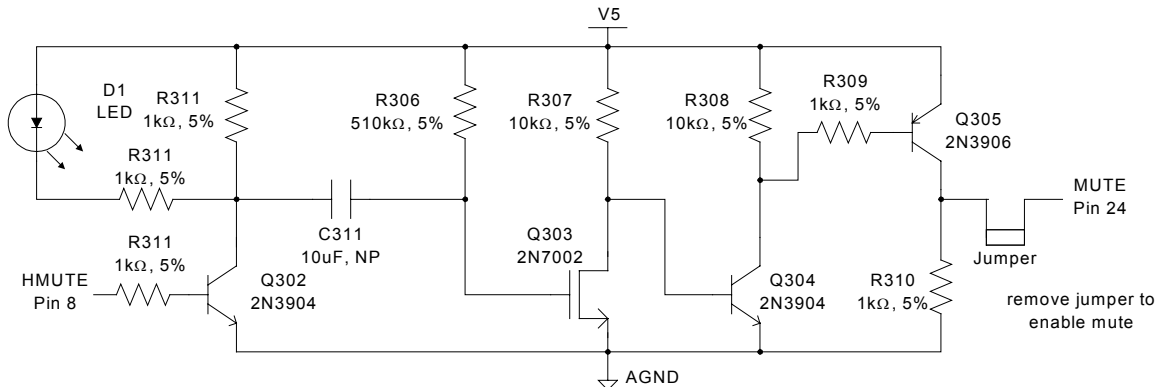 V5
D1
LED
R311
1kΩ, 5%
R306
510kΩ, 5%
R307
10kΩ, 5%
R308
10kΩ, 5%
R309
1kΩ, 5%
Q305
2N3906
R311
1kΩ, 5%
MUTE
Pin 24
C311
10uF, NP
Q303
2N7002
Jumper
R311
1kΩ, 5%
HMUTE
Pin 8
Q302
2N3904
Q304
2N3904
R310
1kΩ, 5%
remove jumper to
enable mute
AGND